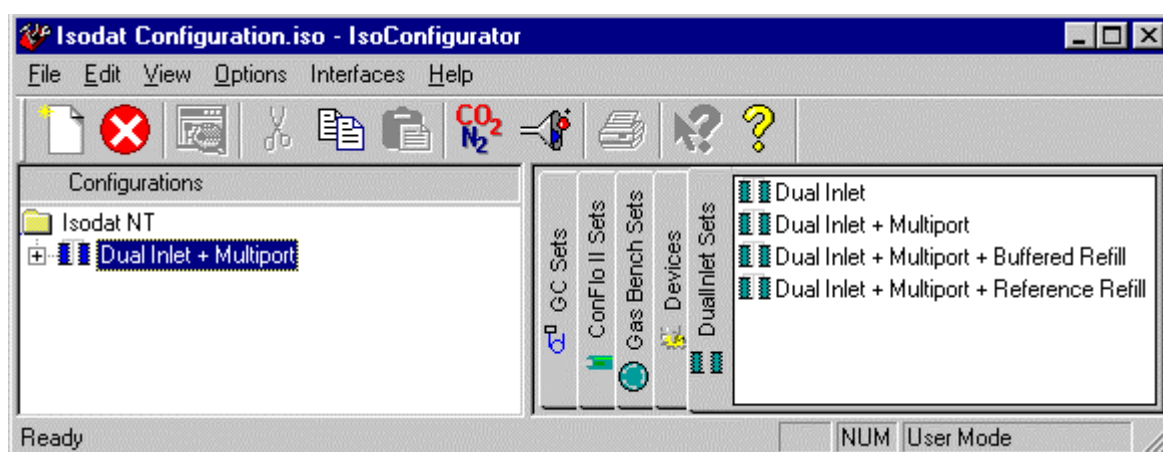 Isodat Configuration.iso - IsoConfigurator
File Edit View Options Interfaces Help
CO2
N2
Configurations
Isodat NT
Dual Inlet + Multiport
GC Sets
ConFlo II Sets
Gas Bench Sets
Devices
DualInlet Sets
Dual Inlet
Dual Inlet + Multiport
Dual Inlet + Multiport + Buffered Refill
Dual Inlet + Multiport + Reference Refill
Ready
NUM User Mode